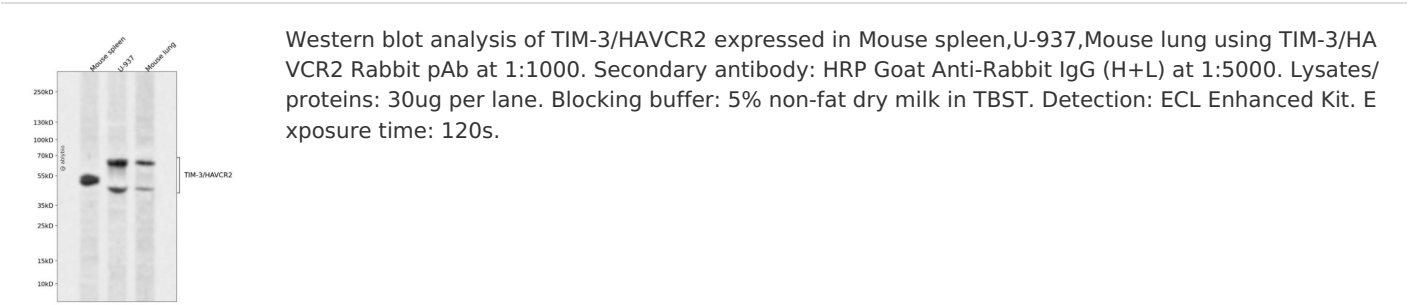 Mouse spleen
U-937
Mouse lung
250kD
130kD
100kD
70kD
55kD
35kD
25kD
15kD
10kD
@ ablybio
TIM-3/HAVCR2
Western blot analysis of TIM-3/HAVCR2 expressed in Mouse spleen,U-937,Mouse lung using TIM-3/HA
VCR2 Rabbit pAb at 1:1000. Secondary antibody: HRP Goat Anti-Rabbit IgG (H+L) at 1:5000. Lysates/
proteins: 30ug per lane. Blocking buffer: 5% non-fat dry milk in TBST. Detection: ECL Enhanced Kit. E
xposure time: 120s.